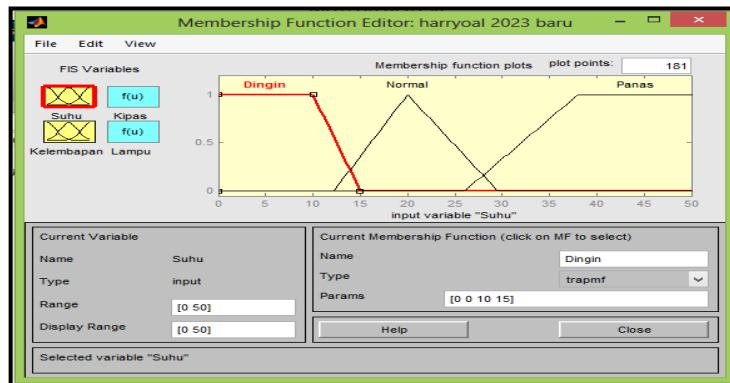 Membership Function Editor: harryoal 2023 baru
File Edit View
FIS Variables
Membership function plots plot points: 181
f(u)
Suhu Kipas
f(u)
Kelembapan Lampu
Dingin Normal Panas
1
0.5
0
0 5 10 15 20 25 30 35 40 45 50
input variable "Suhu"
Current Variable
Name Suhu
Type input
Range [0 50]
Display Range [0 50]
Current Membership Function (click on MF to select)
Name Dingin
Type trapmf
Params [0 0 10 15]
Help Close
Selected variable "Suhu"